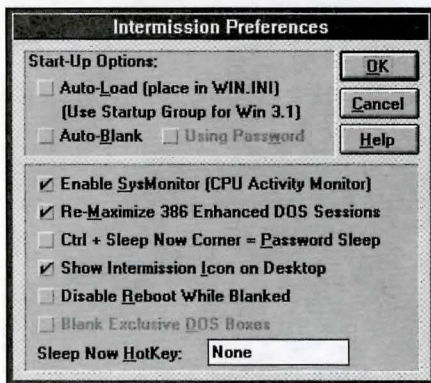 Intermission Preferences
Start-Up Options:
Auto-Load (place in WIN.INI)
(Use Startup Group for Win 3.1)
Auto-Blank Using Password
OK
Cancel
Help
Enable SysMonitor (CPU Activity Monitor)
Re-Maximize 386 Enhanced DOS Sessions
Ctrl + Sleep Now Corner = Password Sleep
Show Intermission Icon on Desktop
Disable Reboot While Blanked
Blank Exclusive DOS Boxes
Sleep Now HotKey: None